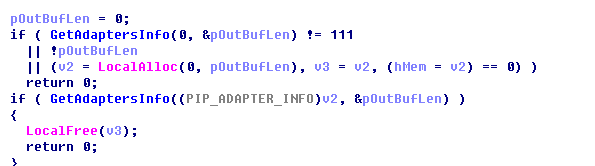 pOutBufLen = 0;
if ( GetAdaptersInfo(0, &pOutBufLen) != 111
|| !pOutBufLen
|| (v2 = LocalAlloc(0, pOutBufLen), v3 = v2, (hMem = v2) == 0) )
return 0;
if ( GetAdaptersInfo((PIP_ADAPTER_INFO)v2, &pOutBufLen) )
{
LocalFree(v3);
return 0;
}